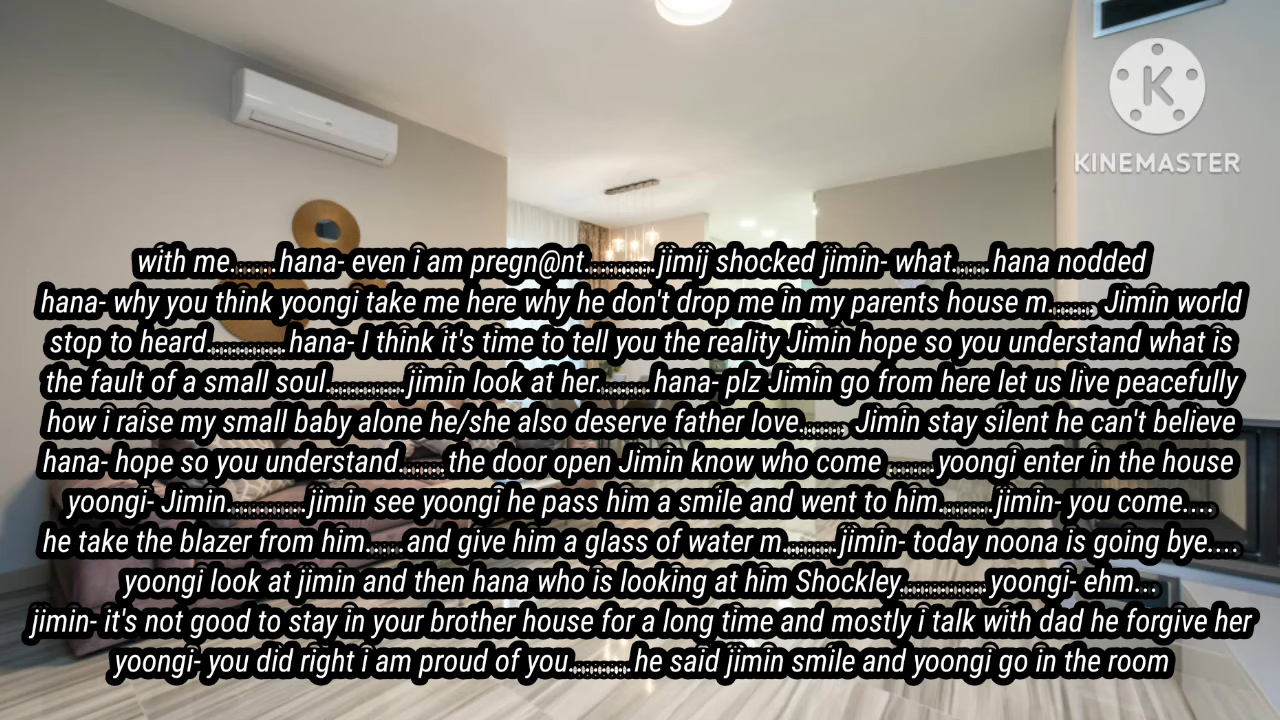 KINEMASTER
with me.......hana- even i am pregn@nt............jimij shocked jimin- what......hana nodded
hana- why you think yoongi take me here why he don't drop me in my parents house m........ Jimin world
stop to heard.............hana- I think it's time to tell you the reality Jimin hope so you understand what is
the fault of a small soul.............jimin look at her.........hana- plz Jimin go from here let us live peacefully
how i raise my small baby alone he/she also deserve father love........ Jimin stay silent he can't believe
hana- hope so you understand ........the door open Jimin know who come ........yoongi enter in the house
yoongi- Jimin.............jimin see yoongi he pass him a smile and went to him.........jimin- you come....
he take the blazer from him......and give him a glass of water m.........jimin- today noona is going bye....
yoongi look at jimin and then hana who is looking at him Shockley...............yoongi- ehm...
jimin- it's not good to stay in your brother house for a long time and mostly i talk with dad he forgive her
yoongi- you did right i am proud of you...........he said jimin smile and yoongi go in the room